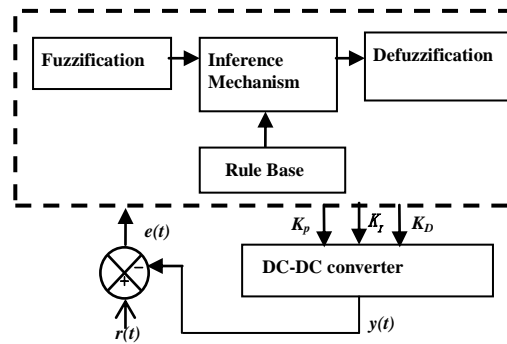 Fuzzification
Inference
Mechanism
Defuzzification
Rule Base
e(t)
K_p
K_I
K_D
DC-DC converter
−
+
r(t)
y(t)